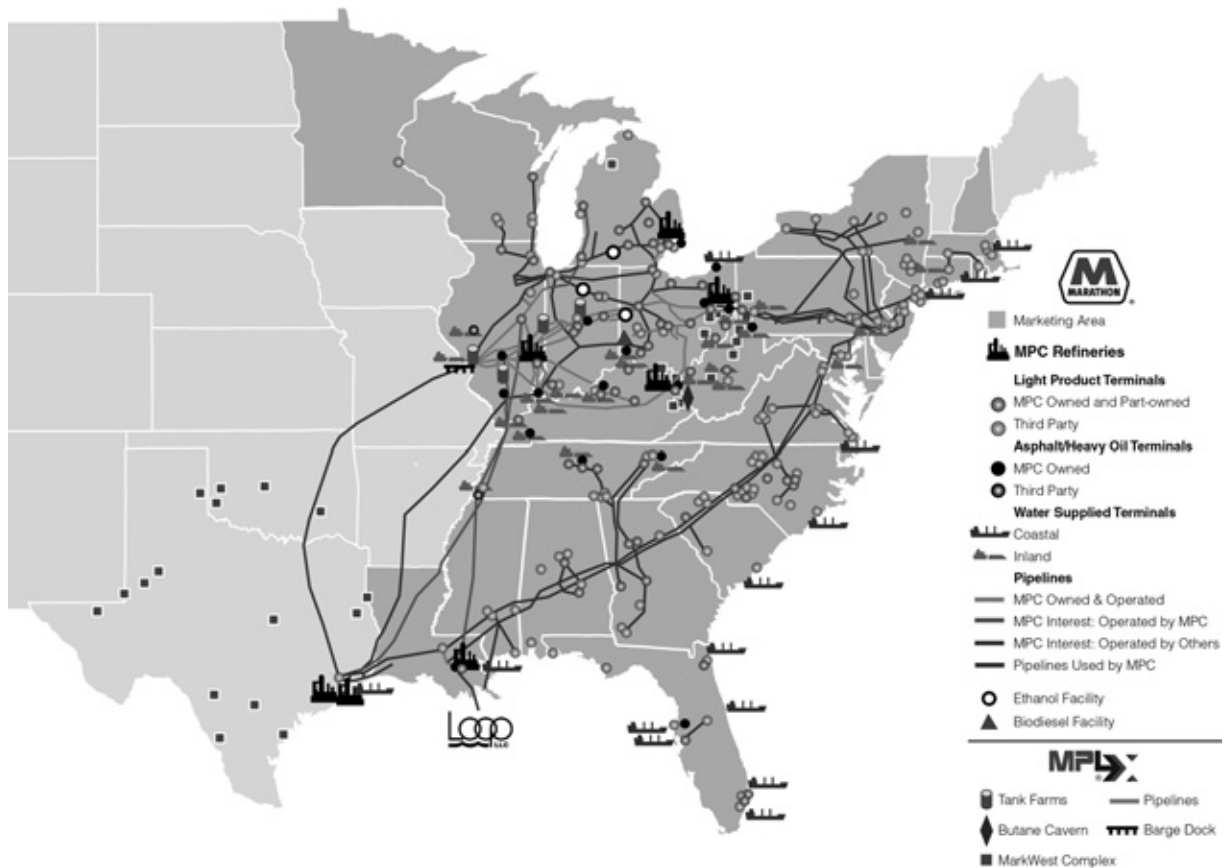 M
MARATHON
®
Marketing Area
MPC Refineries
Light Product Terminals
MPC Owned and Part-owned
Third Party
Asphalt/Heavy Oil Terminals
MPC Owned
Third Party
Water Supplied Terminals
Coastal
Inland
Pipelines
MPC Owned & Operated
MPC Interest: Operated by MPC
MPC Interest: Operated by Others
Pipelines Used by MPC
Ethanol Facility
Biodiesel Facility
LOOP
LLC
MPLX
®
Tank Farms
Pipelines
Butane Cavern
Barge Dock
MarkWest Complex